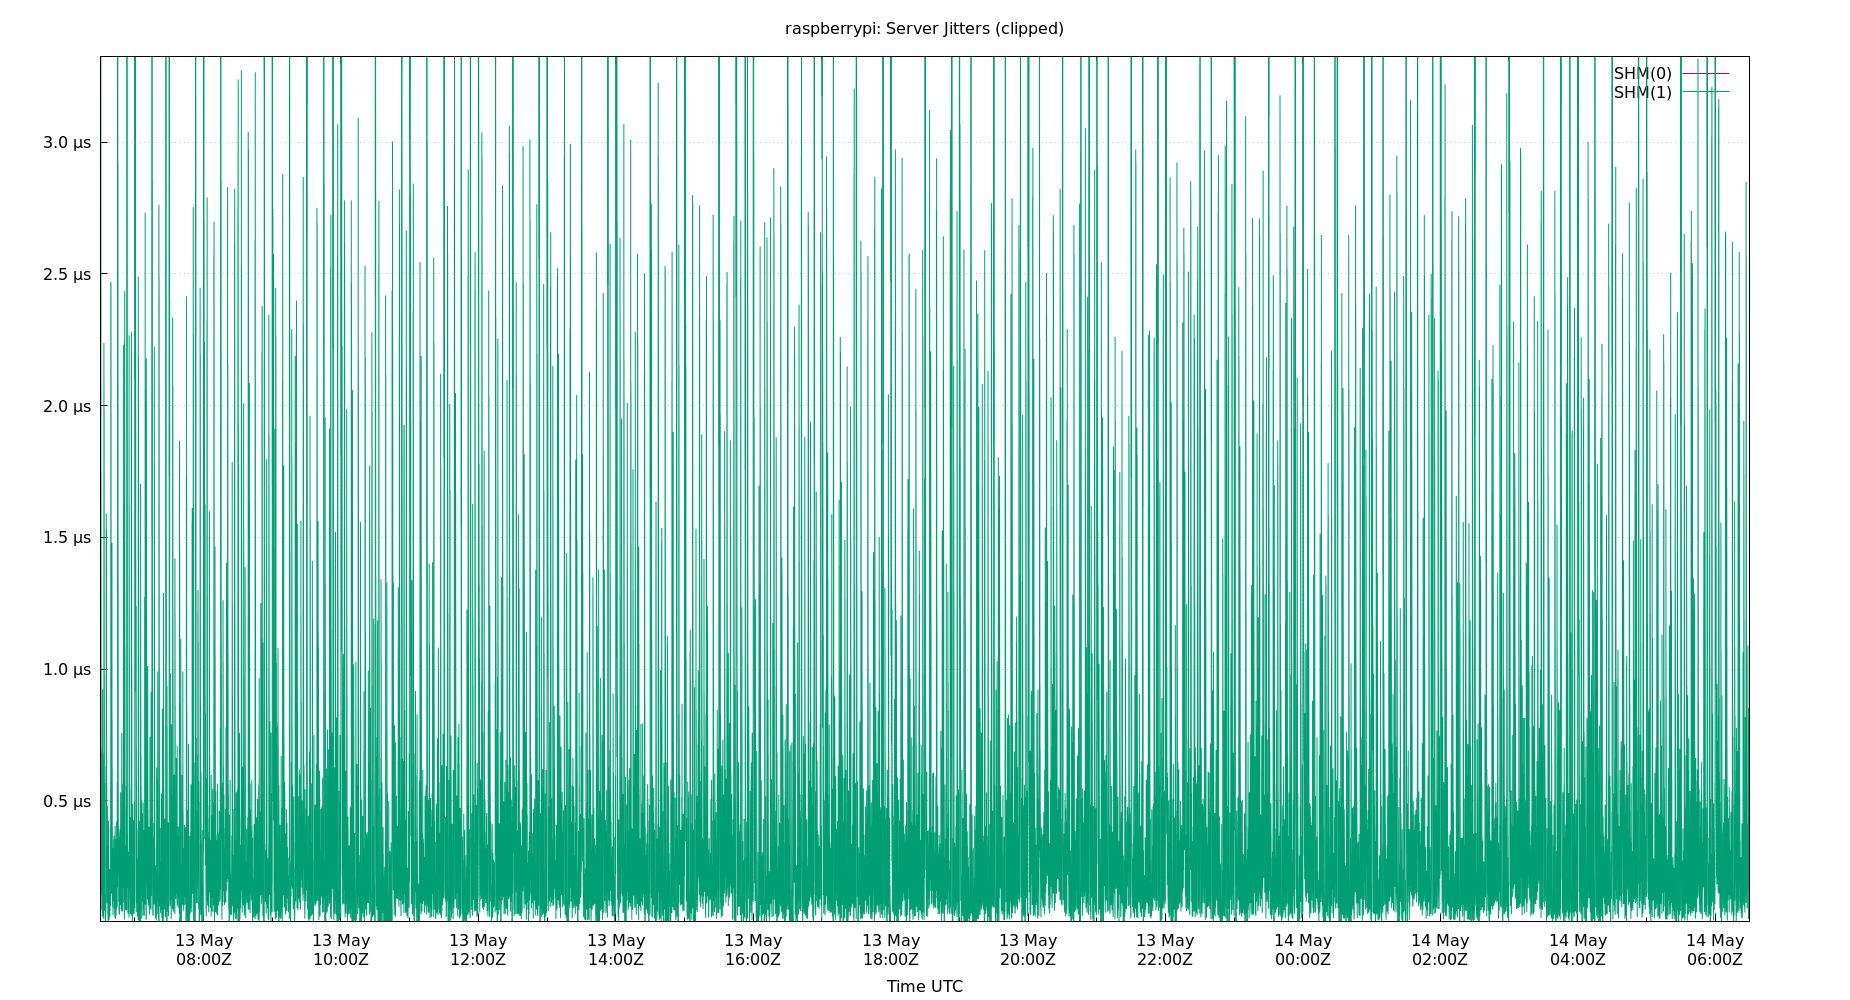 raspberrypi: Server Jitters (clipped)
SHM(0)
SHM(1)
3.0 µs
2.5 µs
2.0 µs
1.5 µs
1.0 µs
0.5 µs
13 May 13 May 13 May 13 May 13 May 13 May 13 May 13 May 14 May 14 May 14 May 14 May
08:00Z 10:00Z 12:00Z 14:00Z 16:00Z 18:00Z 20:00Z 22:00Z 00:00Z 02:00Z 04:00Z 06:00Z
Time UTC